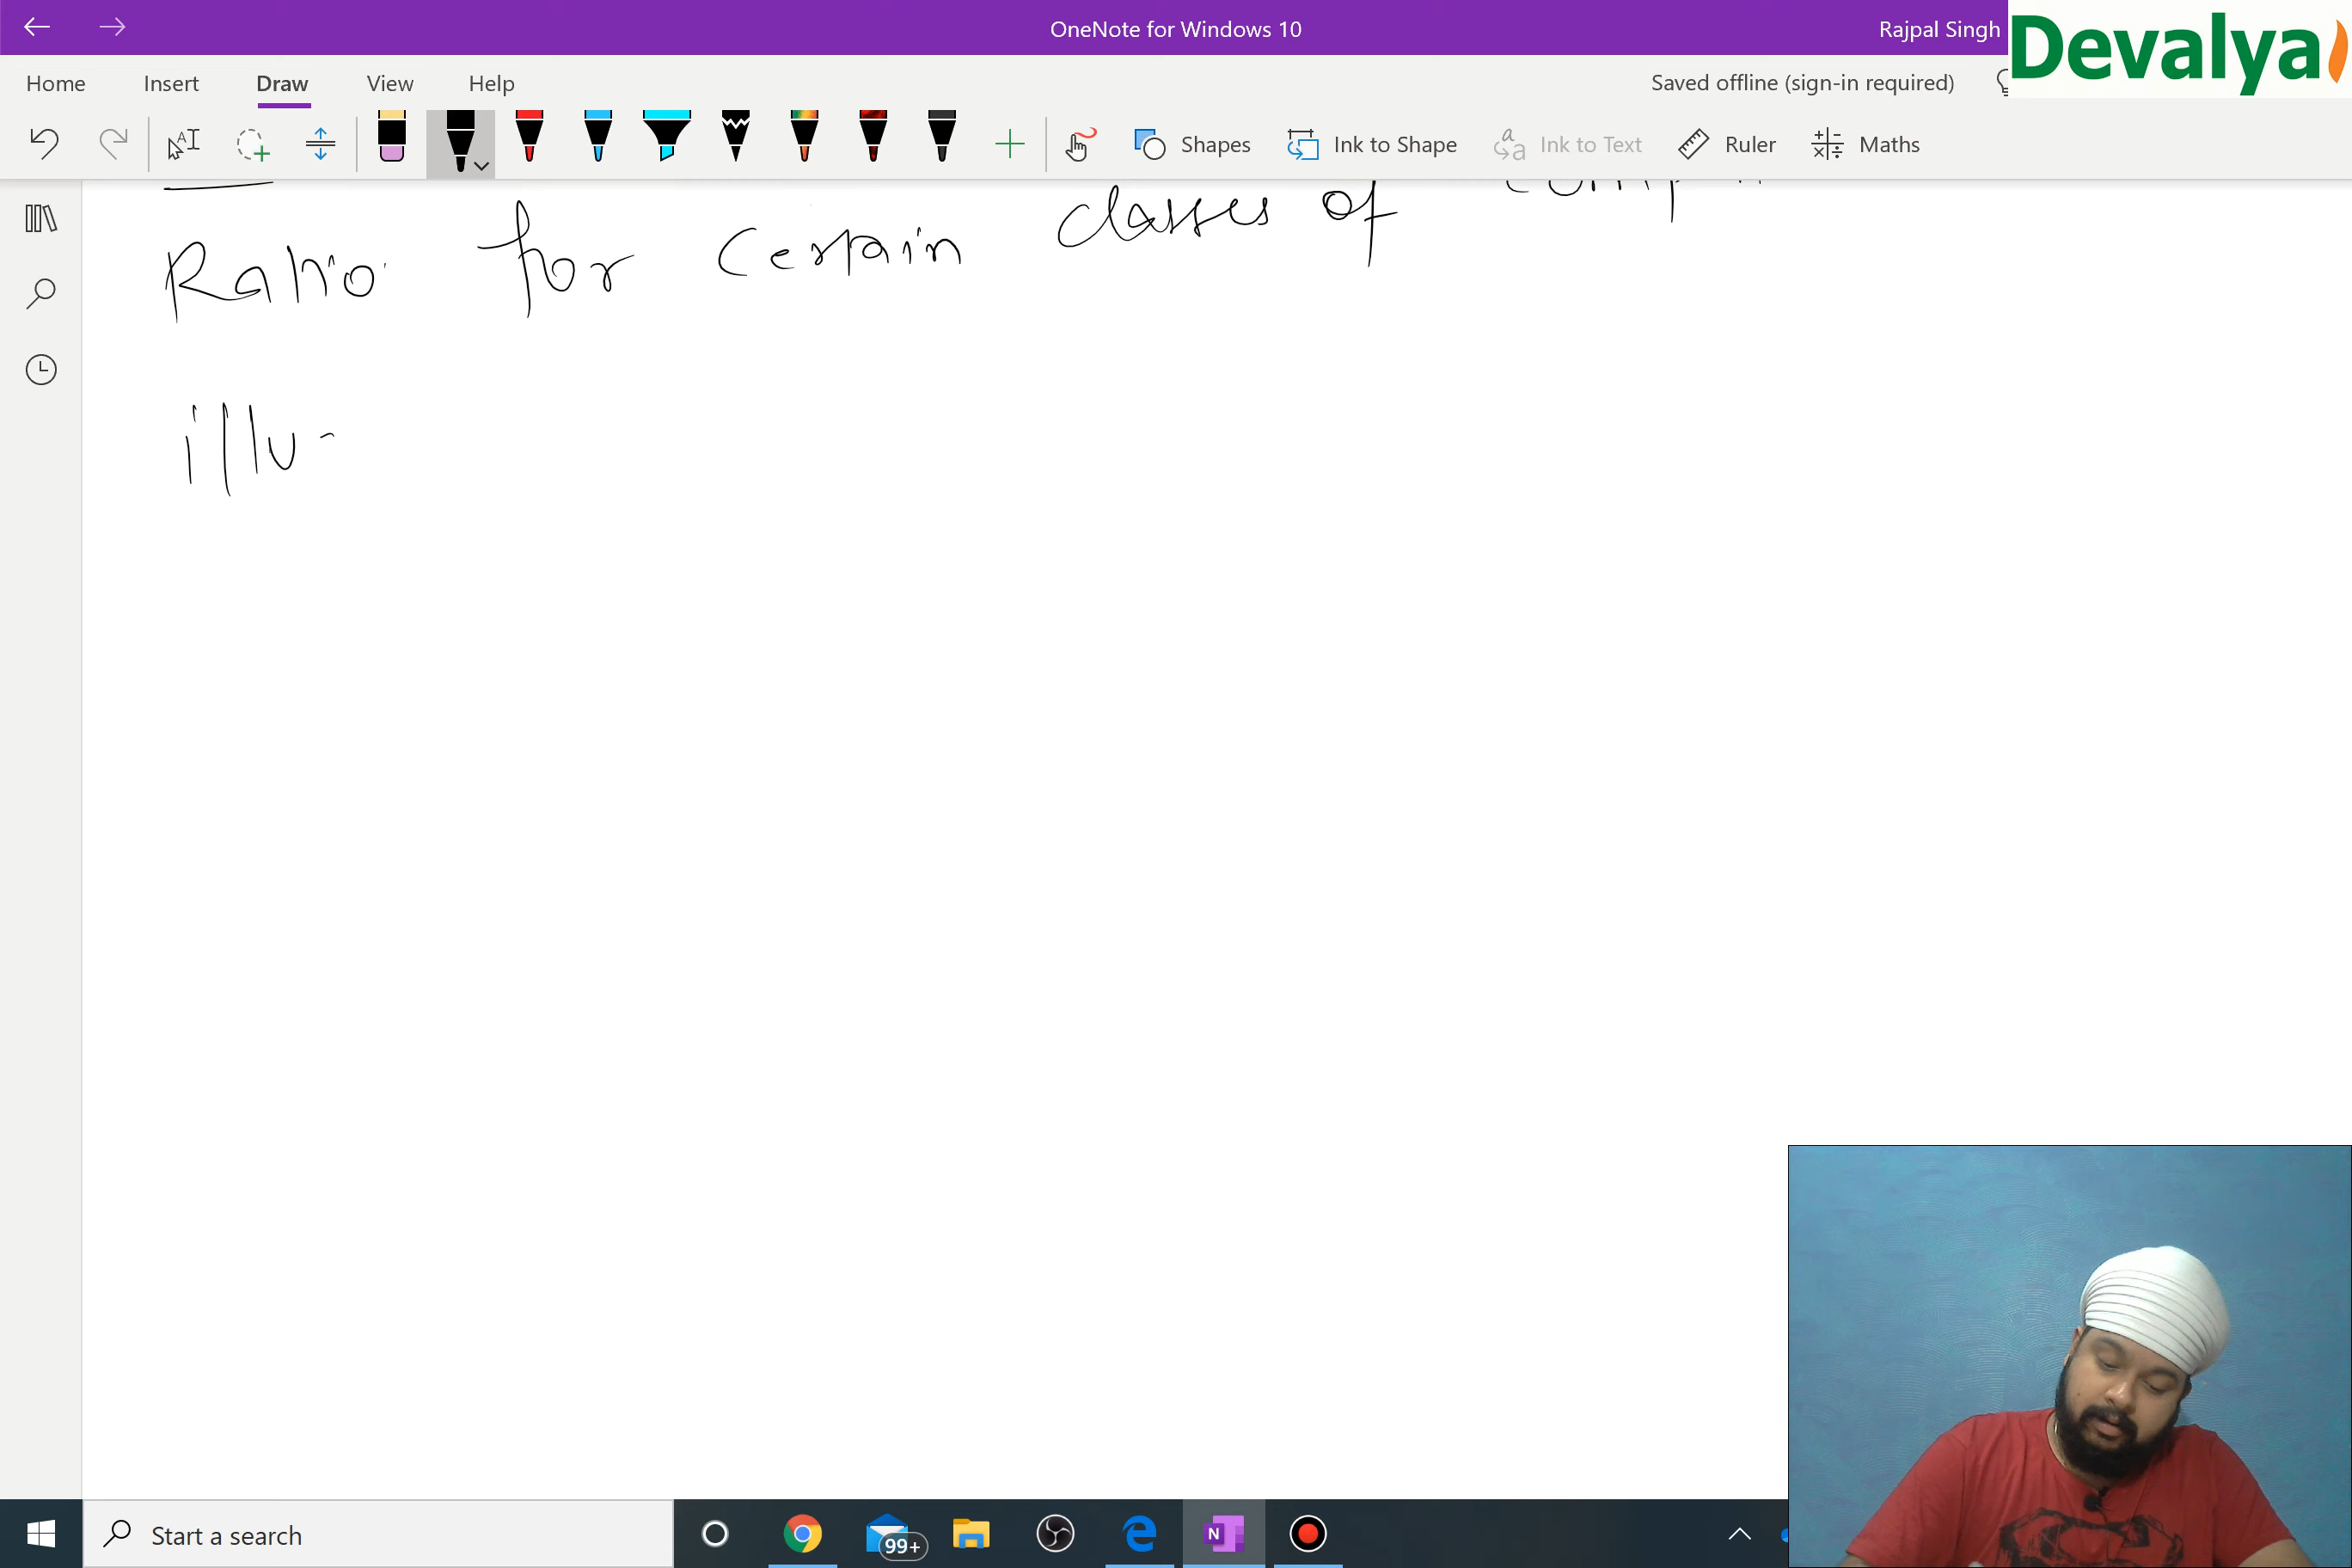 OneNote for Windows 10
Rajpal Singh
Devalya
Home Insert Draw View Help
Saved offline (sign-in required)
Shapes Ink to Shape Ink to Text Ruler Maths
Ratio for certain classes of
illu
Start a search
99+
N